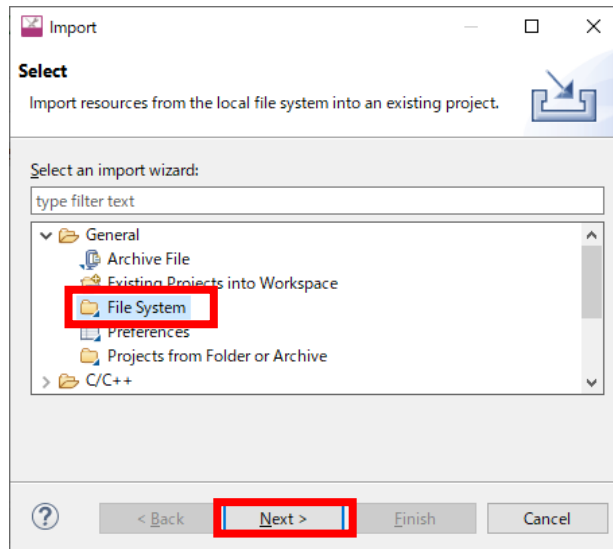 Import
Select
Import resources from the local file system into an existing project.
Select an import wizard:
type filter text
General
Archive File
Existing Projects into Workspace
File System
Preferences
Projects from Folder or Archive
C/C++
?
< Back
Next >
Finish
Cancel